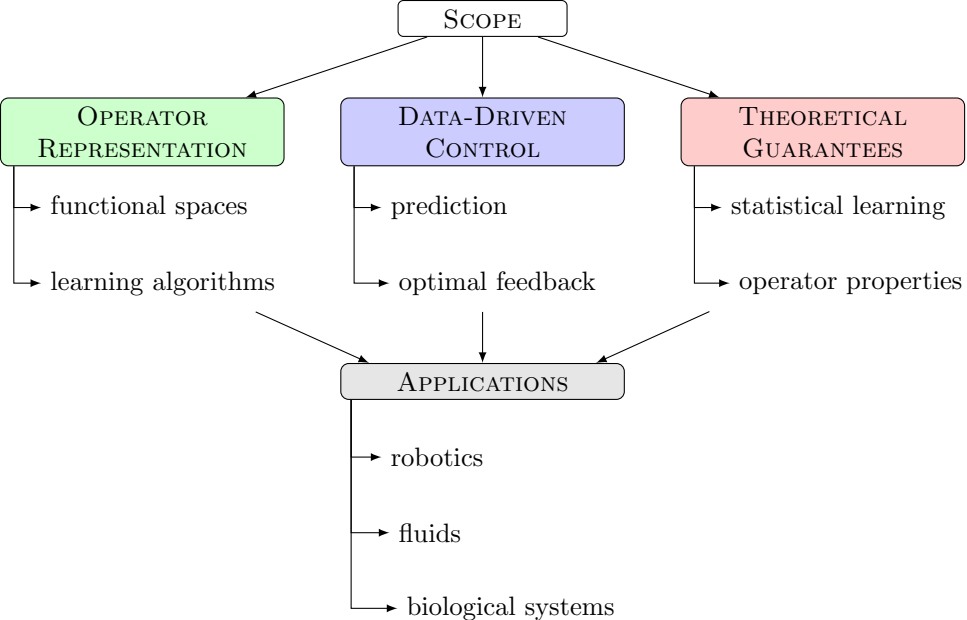 Scope
Operator
Representation
functional spaces
learning algorithms
Data-Driven
Control
prediction
optimal feedback
Theoretical
Guarantees
statistical learning
operator properties
Applications
robotics
fluids
biological systems